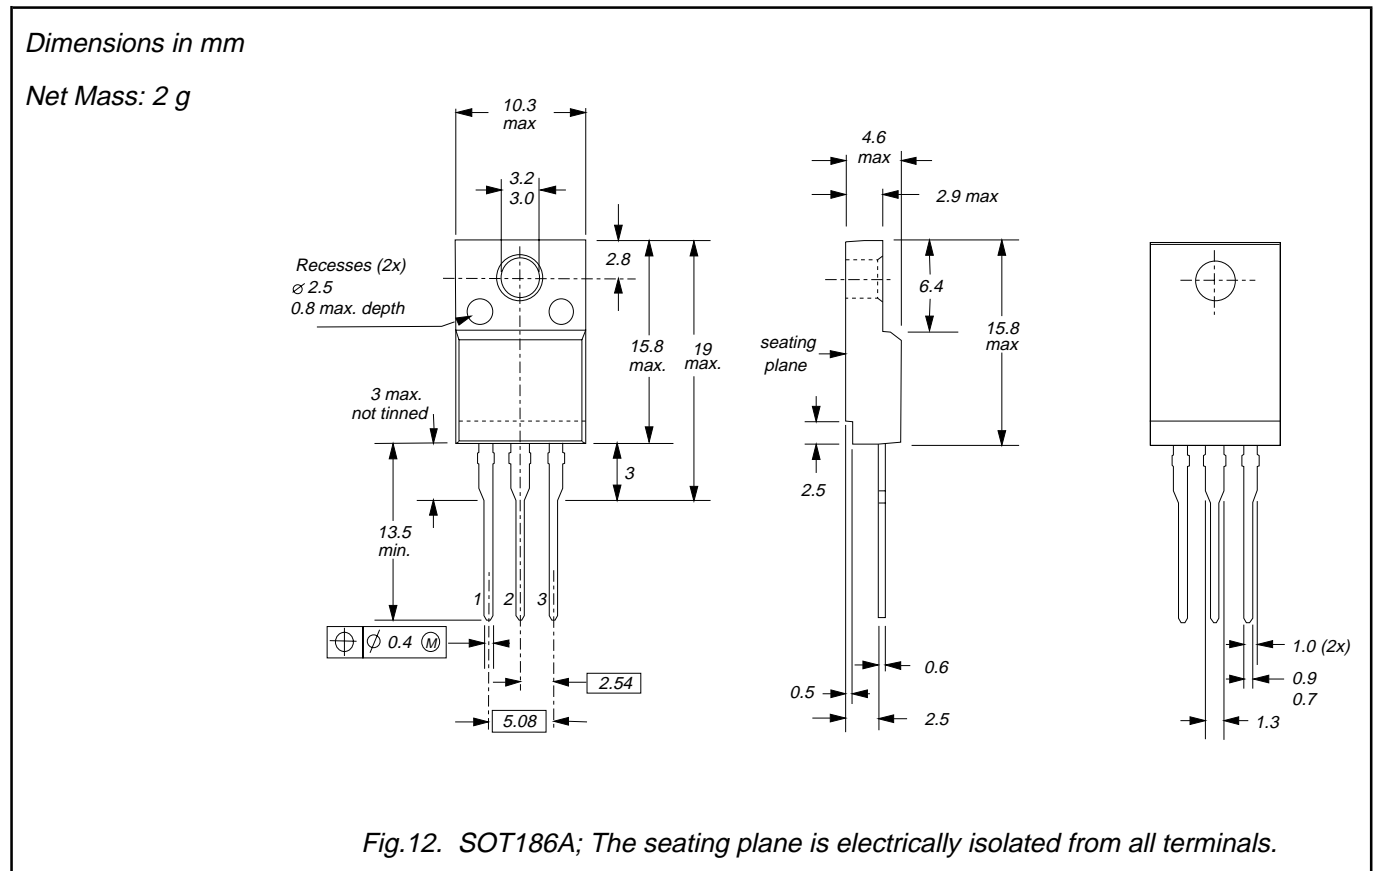 Dimensions in mm
Net Mass: 2 g
10.3
max
3.2
3.0
2.8
Recesses (2x)
⌀ 2.5
0.8 max. depth
15.8
max.
19
max.
3 max.
not tinned
3
13.5
min.
1 2 3
⌀ 0.4 Ⓜ
2.54
5.08
4.6
max
2.9 max
6.4
15.8
max
seating
plane
2.5
0.6
0.5
2.5
1.0 (2x)
0.9
0.7
1.3
Fig.12. SOT186A; The seating plane is electrically isolated from all terminals.